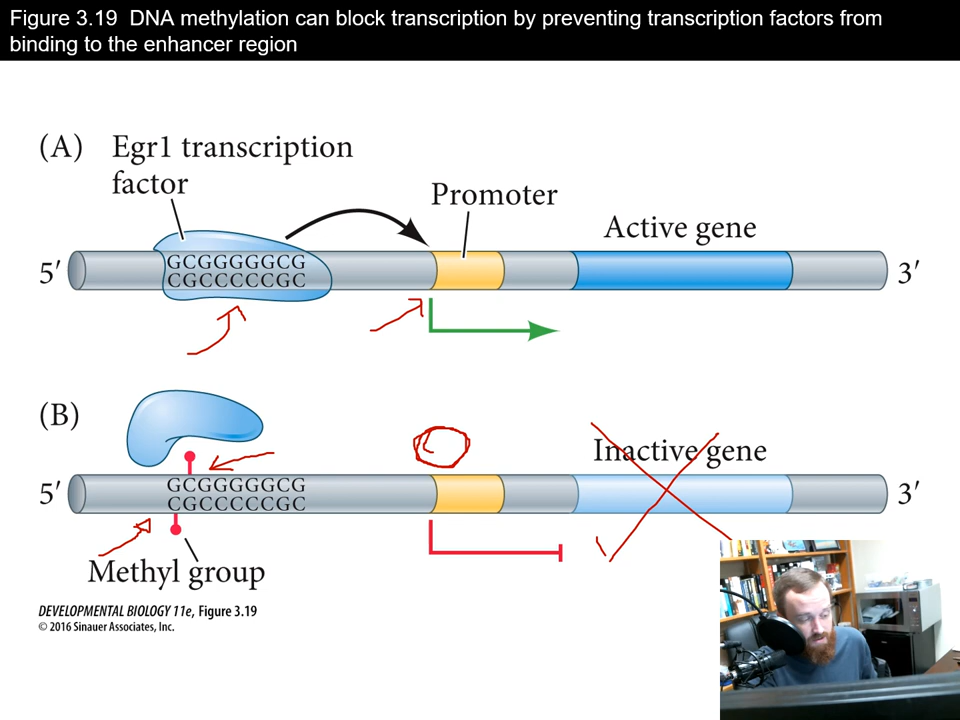 Figure 3.19 DNA methylation can block transcription by preventing transcription factors from
binding to the enhancer region
(A) Egr1 transcription
factor
Promoter
Active gene
5′ GCGGGGGCG 3′
CGCCCCCGC
(B)
Inactive gene
5′ GCGGGGGCG 3′
CGCCCCCGC
Methyl group
DEVELOPMENTAL BIOLOGY 11e, Figure 3.19
© 2016 Sinauer Associates, Inc.